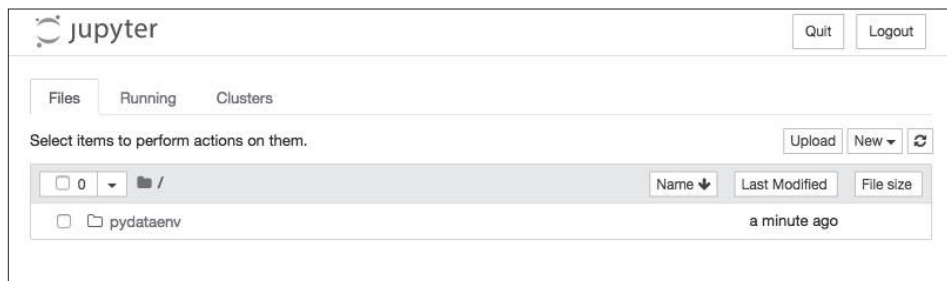 jupyter
Quit Logout
Files Running Clusters
Select items to perform actions on them.
Upload New
0 / Name Last Modified File size
pydataenv a minute ago